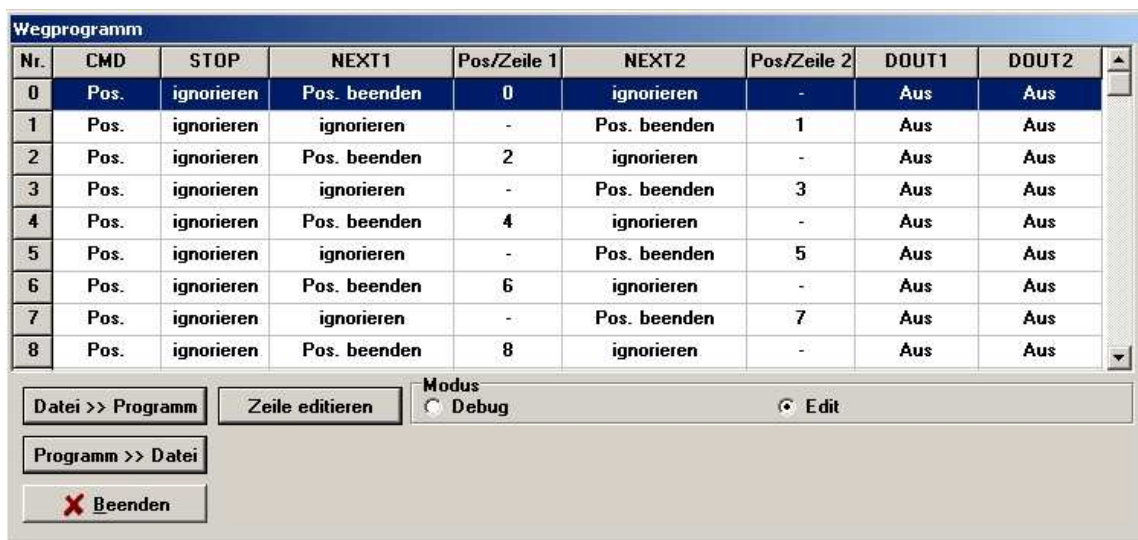 Wegprogramm
Nr. CMD STOP NEXT1 Pos/Zeile 1 NEXT2 Pos/Zeile 2 DOUT1 DOUT2
0 Pos. ignorieren Pos. beenden 0 ignorieren - Aus Aus
1 Pos. ignorieren ignorieren - Pos. beenden 1 Aus Aus
2 Pos. ignorieren Pos. beenden 2 ignorieren - Aus Aus
3 Pos. ignorieren ignorieren - Pos. beenden 3 Aus Aus
4 Pos. ignorieren Pos. beenden 4 ignorieren - Aus Aus
5 Pos. ignorieren ignorieren - Pos. beenden 5 Aus Aus
6 Pos. ignorieren Pos. beenden 6 ignorieren - Aus Aus
7 Pos. ignorieren ignorieren - Pos. beenden 7 Aus Aus
8 Pos. ignorieren Pos. beenden 8 ignorieren - Aus Aus
Modus
Datei >> Programm Zeile editieren Debug Edit
Programm >> Datei
Beenden